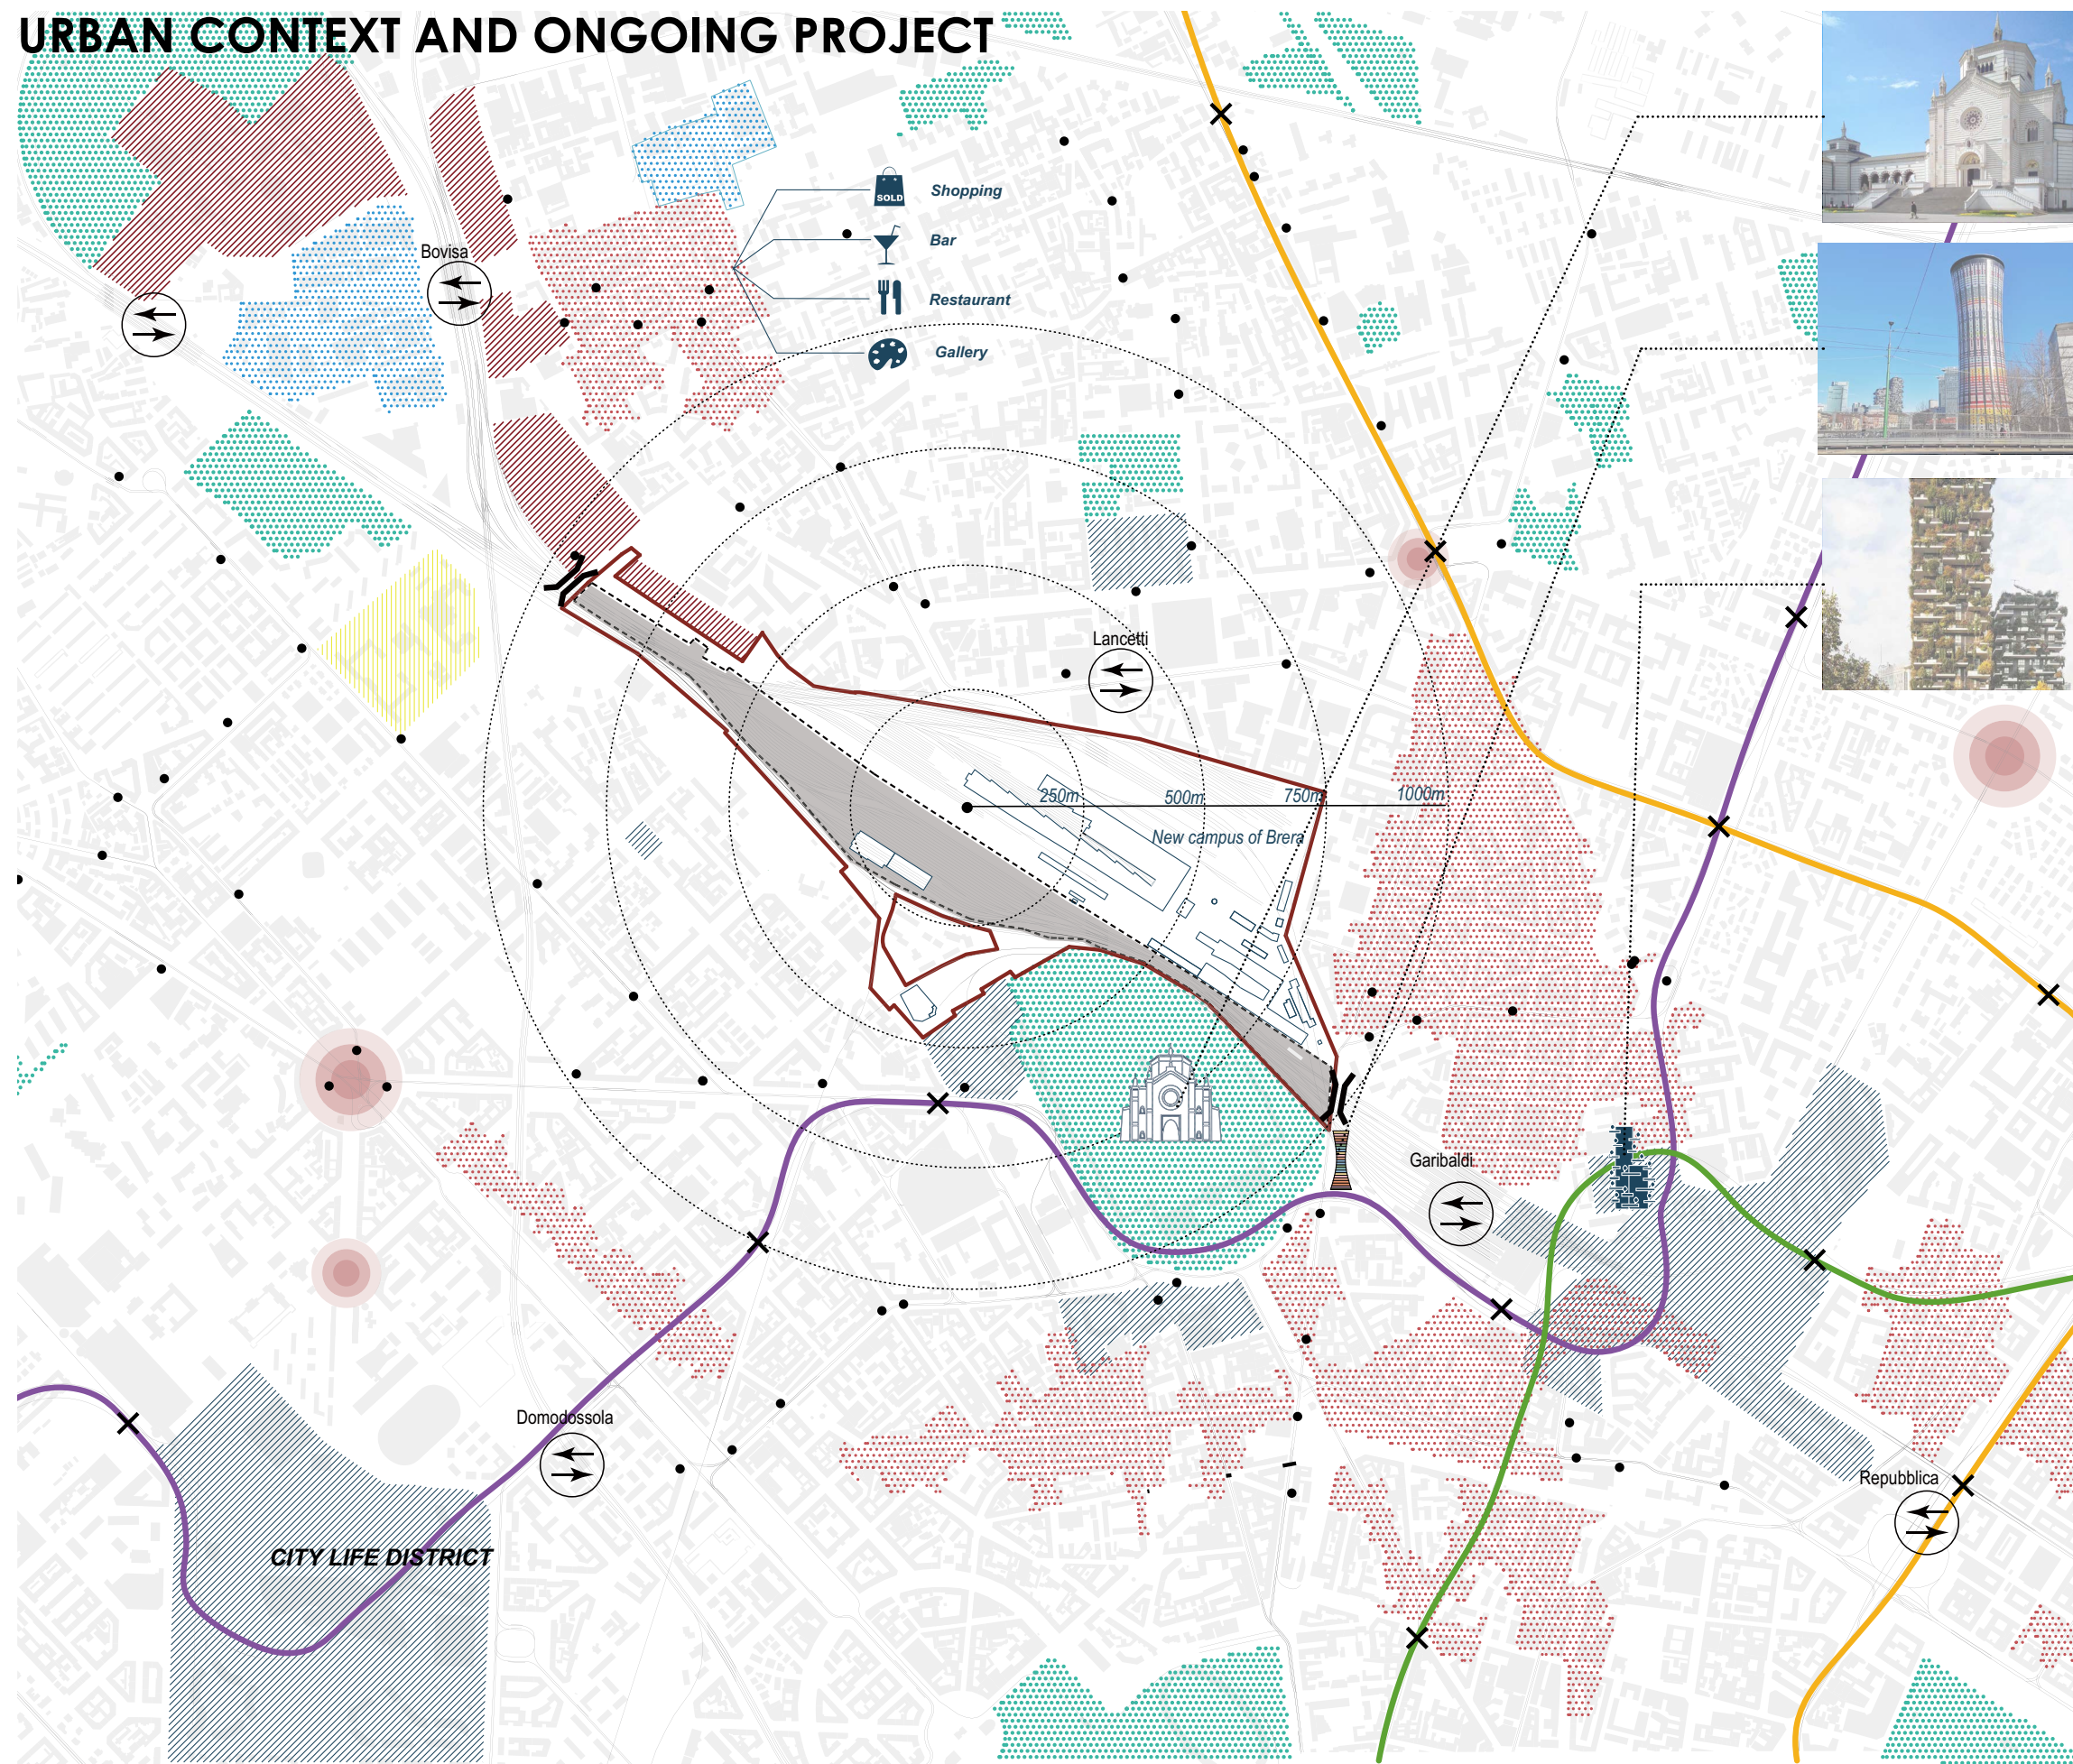 URBAN CONTEXT AND ONGOING PROJECT
SOLD
Shopping
Bar
Restaurant
Gallery
Bovisa
Lancetti
250m
500m
750m
1000m
New campus of Brera
Garibaldi
Domodossola
Repubblica
CITY LIFE DISTRICT